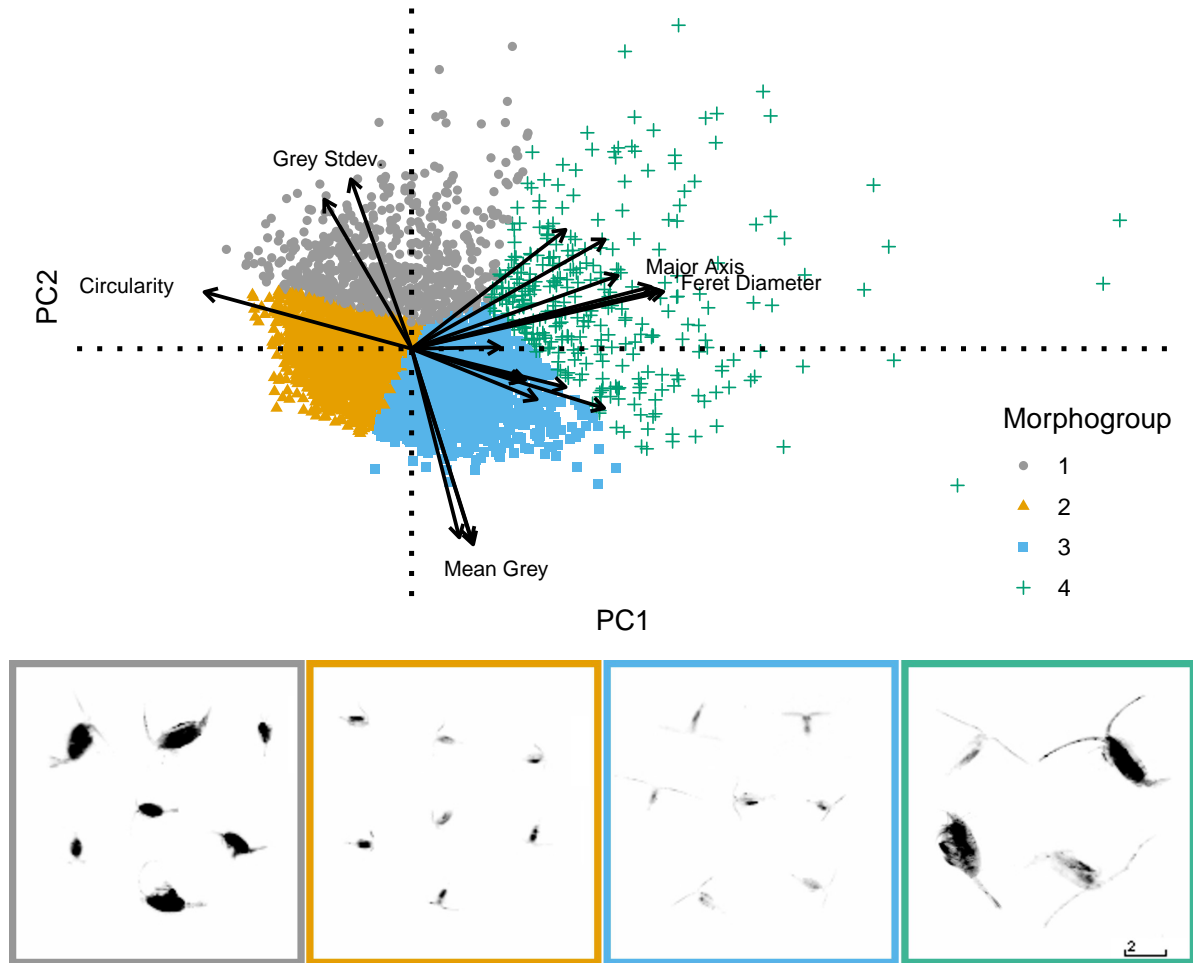 Grey Stdev.
Circularity
Major Axis
Feret Diameter
PC2
Mean Grey
PC1
Morphogroup
1
2
3
4
2